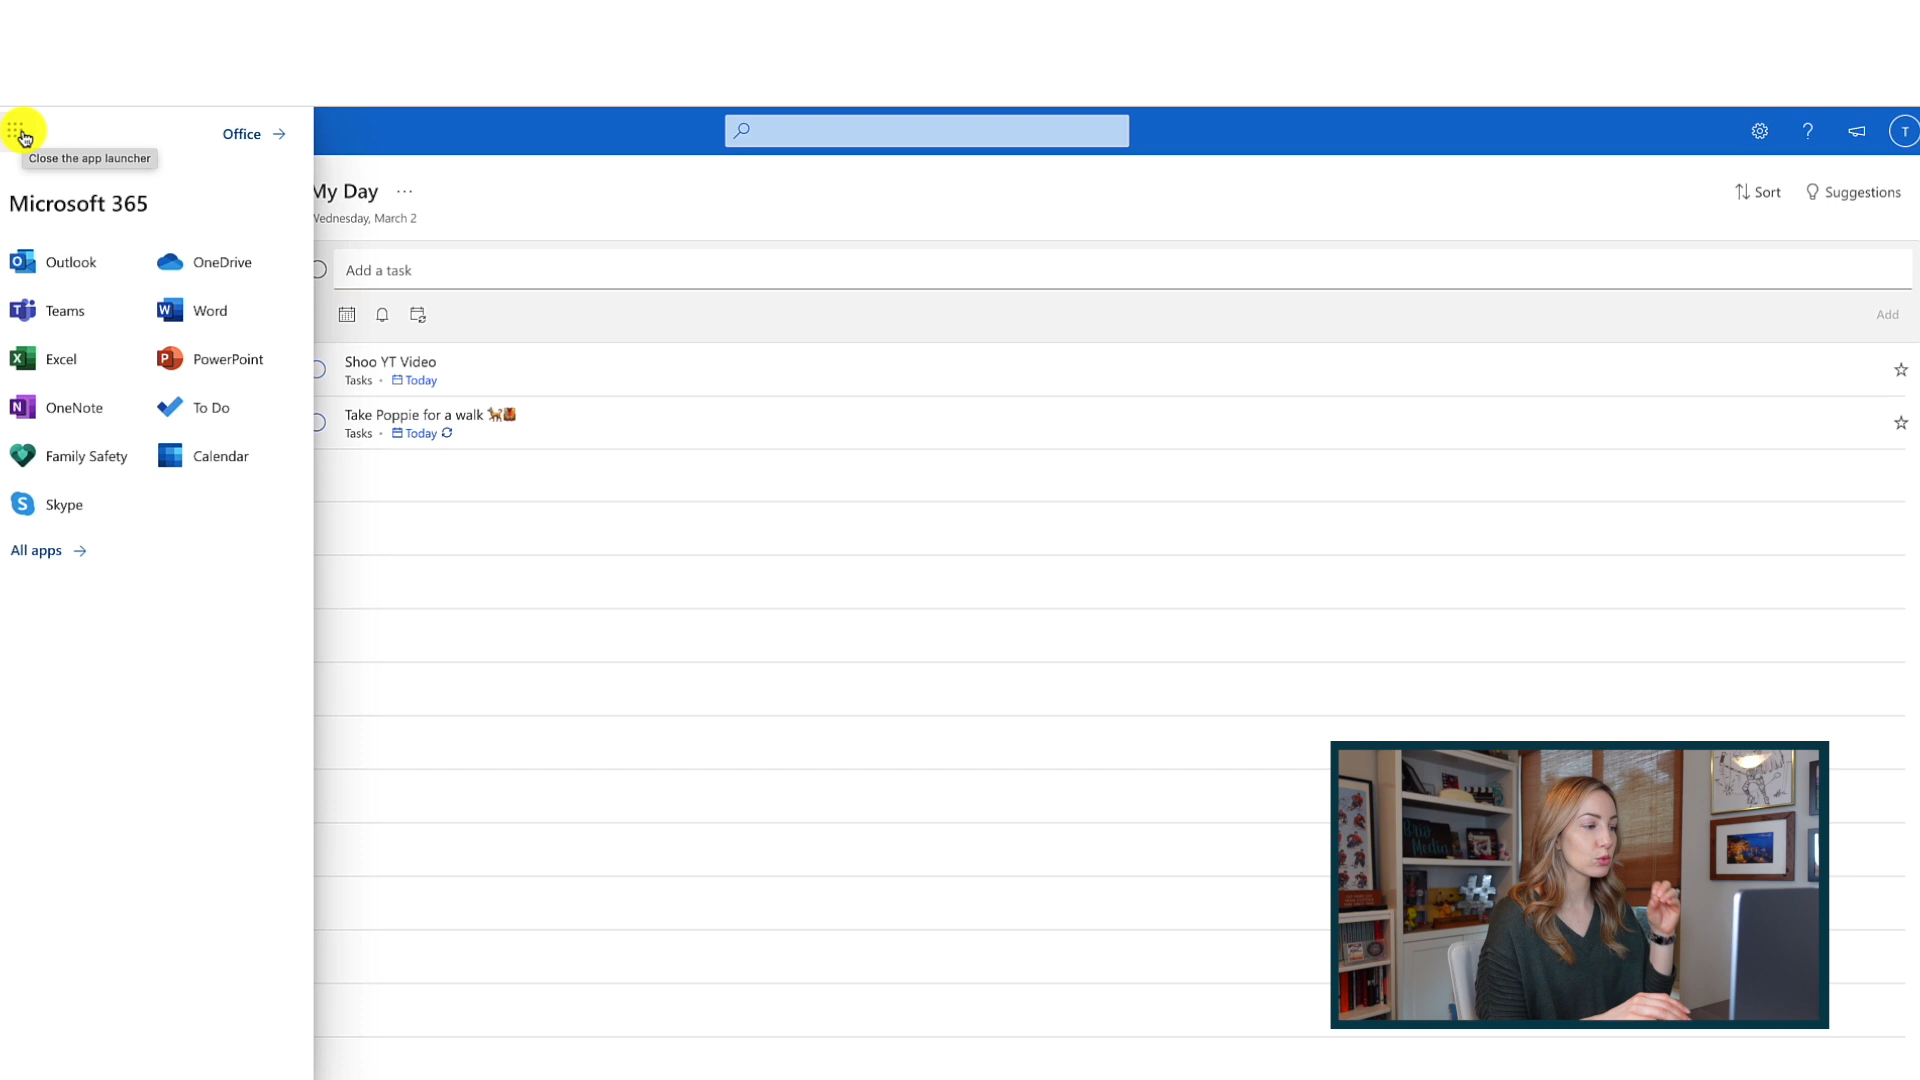 Office
Close the app launcher
Microsoft 365
Outlook
OneDrive
Teams
Word
Excel
PowerPoint
OneNote
To Do
Family Safety
Calendar
Skype
All apps
T
My Day
Wednesday, March 2
Sort
Suggestions
Add a task
Add
Shoo YT Video
Tasks • Today
Take Poppie for a walk
Tasks • Today
Bria
Media
#